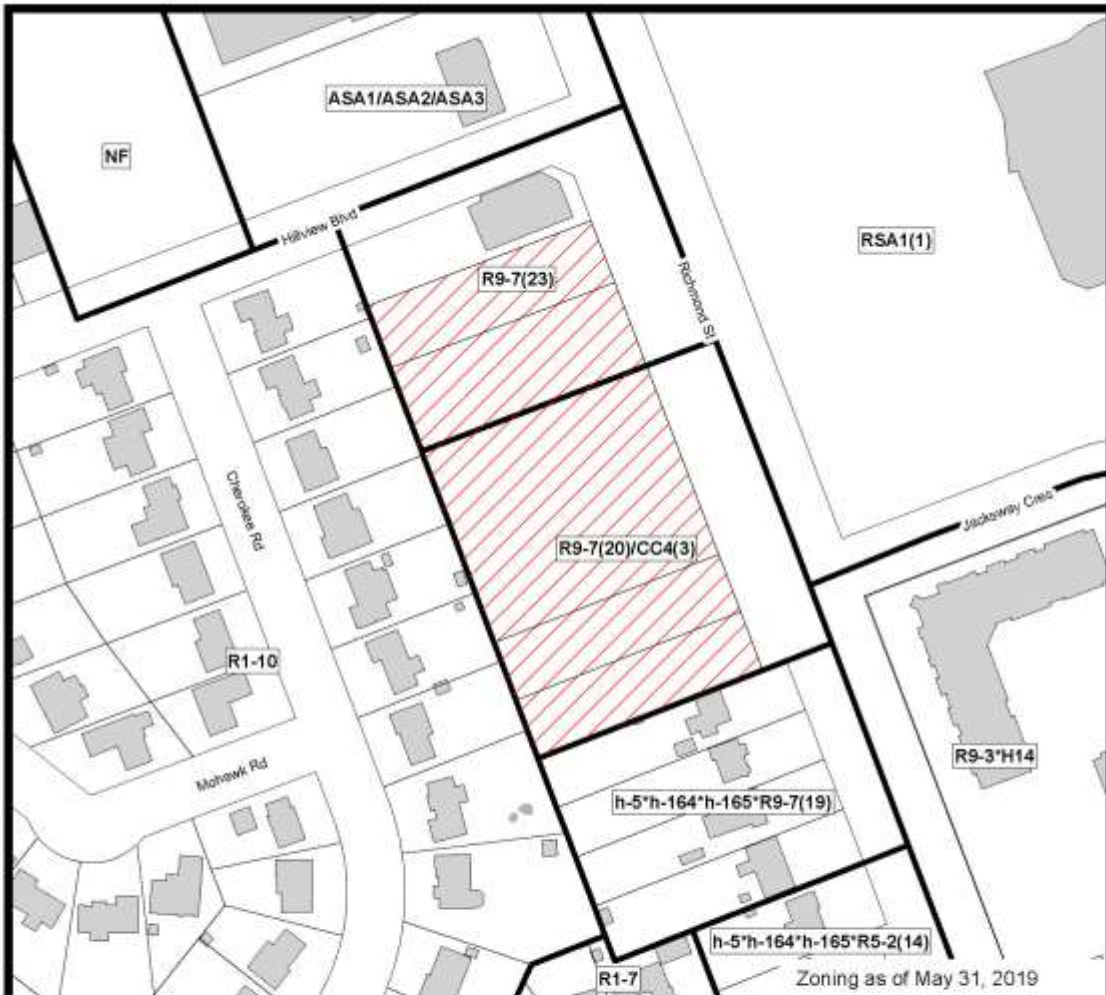 ASA1/ASA2/ASA3
NF
Hillview Blvd
RSA1(1)
R9-7(23)
Richmond St
Cherokee Rd
Jacksway Cres
R9-7(20)/CC4(3)
R1-10
R9-3*H14
Mohawk Rd
h-5*h-164*h-165*R9-7(19)
h-5*h-164*h-165*R5-2(14)
R1-7
Zoning as of May 31, 2019